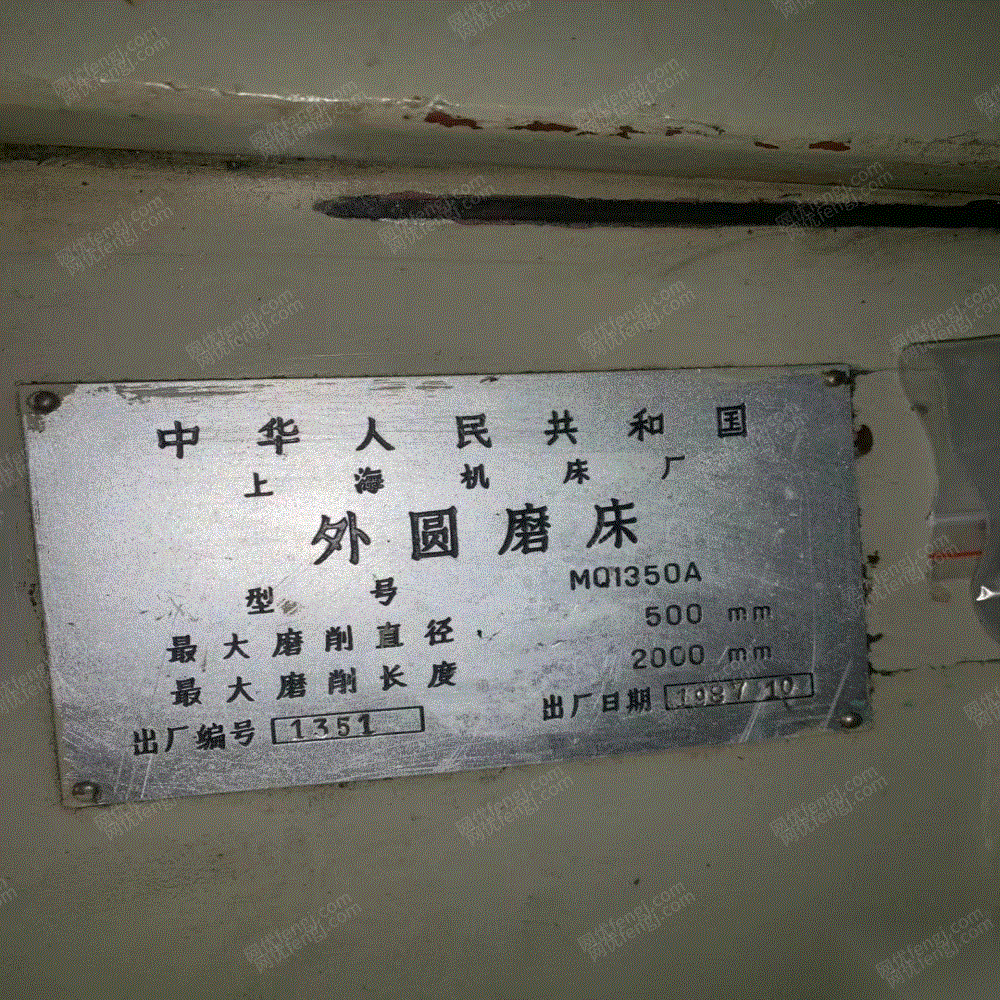 中华人民共和国
上海机床厂
外圆磨床
型号 MQ1350A
最大磨削直径 500 mm
最大磨削长度 2000 mm
出厂编号 1351 出厂日期 1987 10